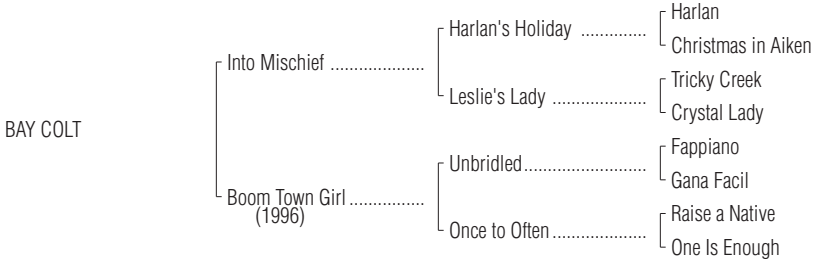 Harlan
Harlan's Holiday ..............
Christmas in Aiken
Into Mischief ....................
Tricky Creek
Leslie's Lady ....................
Crystal Lady
BAY COLT
Fappiano
Unbridled..........................
Gana Facil
Boom Town Girl ................
(1996)
Raise a Native
Once to Often ....................
One Is Enough